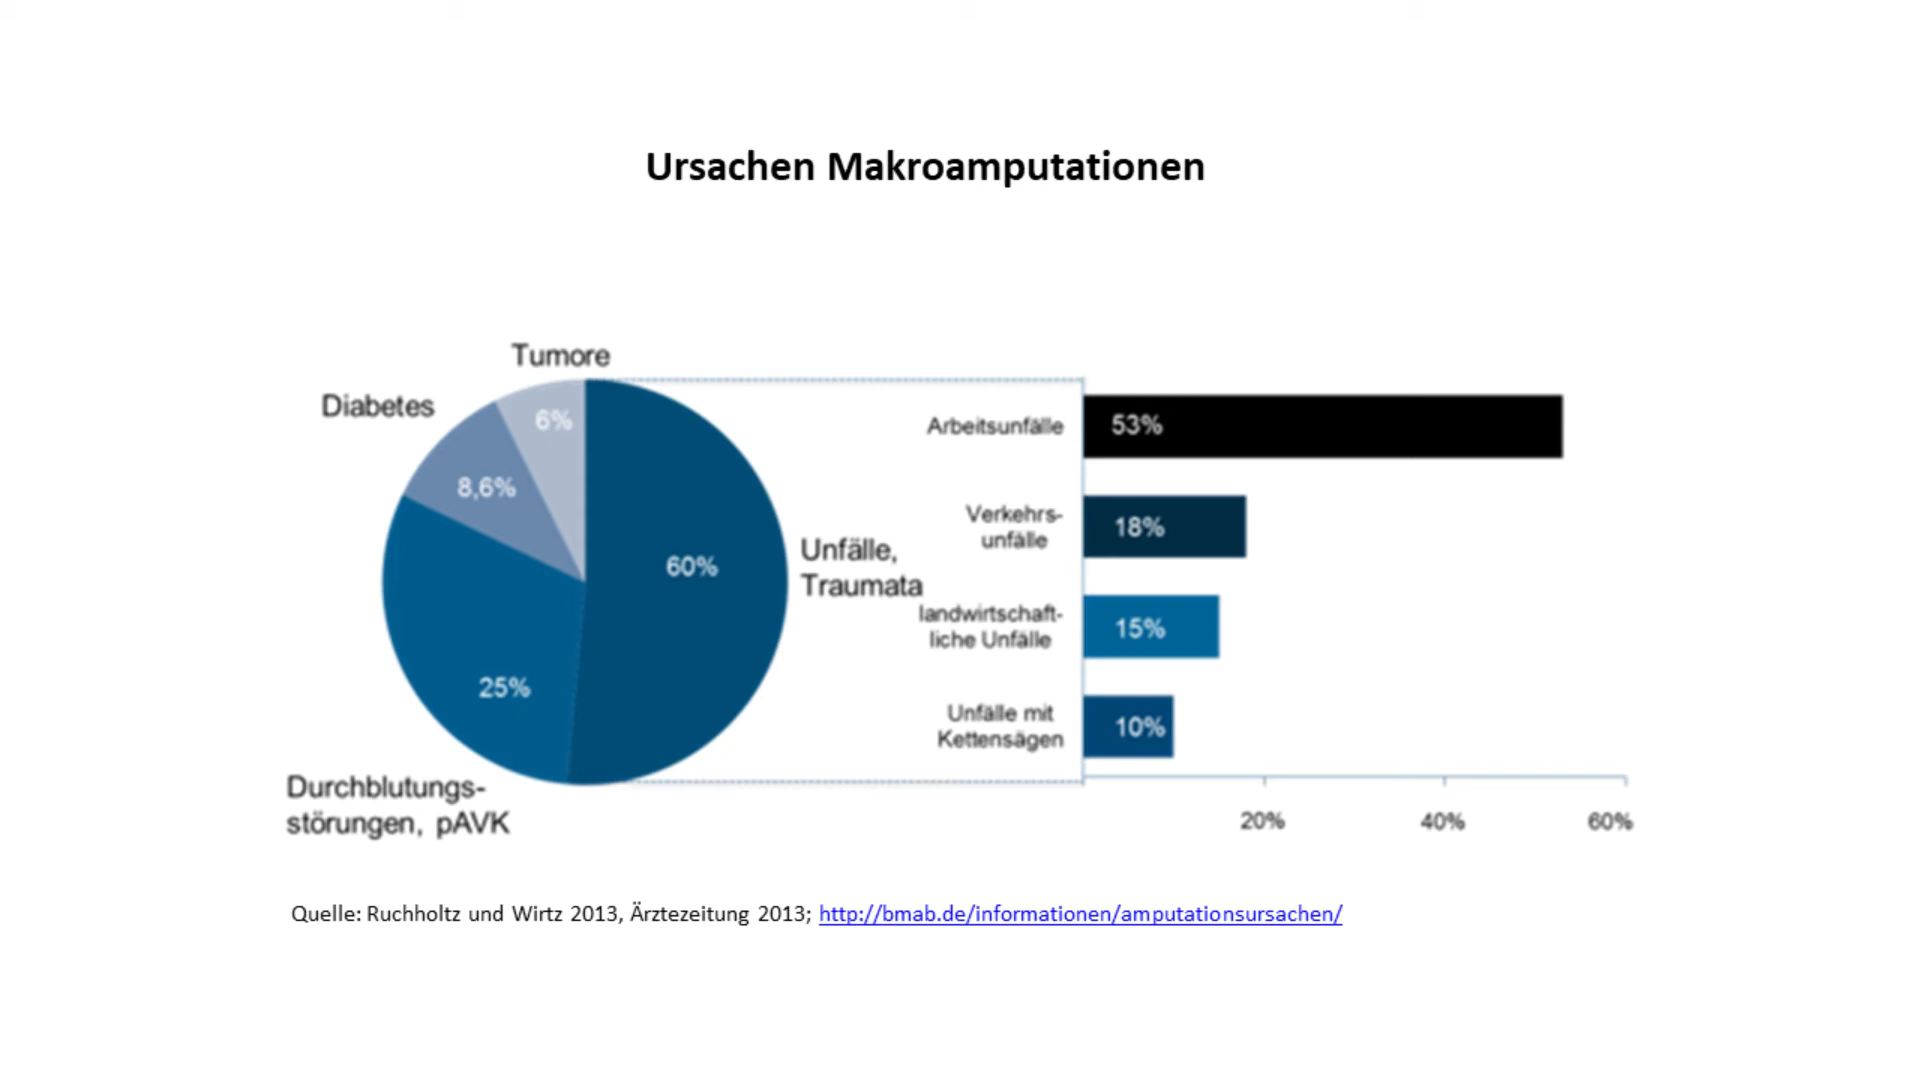 Ursachen Makroamputationen
Tumore
Diabetes
6%
8,6%
60%
25%
Unfälle,
Traumata
Durchblutungs-
störungen, pAVK
Arbeitsunfälle
53%
Verkehrs-
unfälle
18%
landwirtschaft-
liche Unfälle
15%
Unfälle mit
Kettensägen
10%
20% 40% 60%
Quelle: Ruchholtz und Wirtz 2013, Ärztezeitung 2013; http://bmab.de/informationen/amputationsursachen/